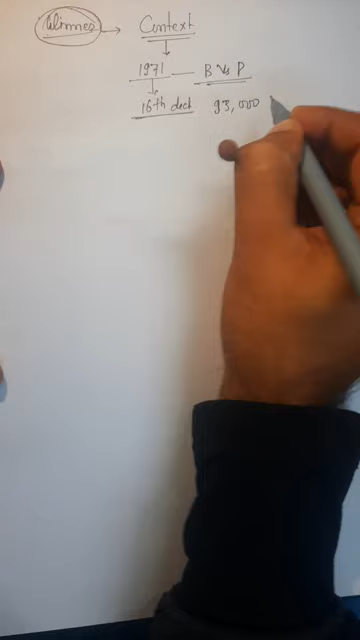 Context
1971 — B Vs P
16th dec 93,000